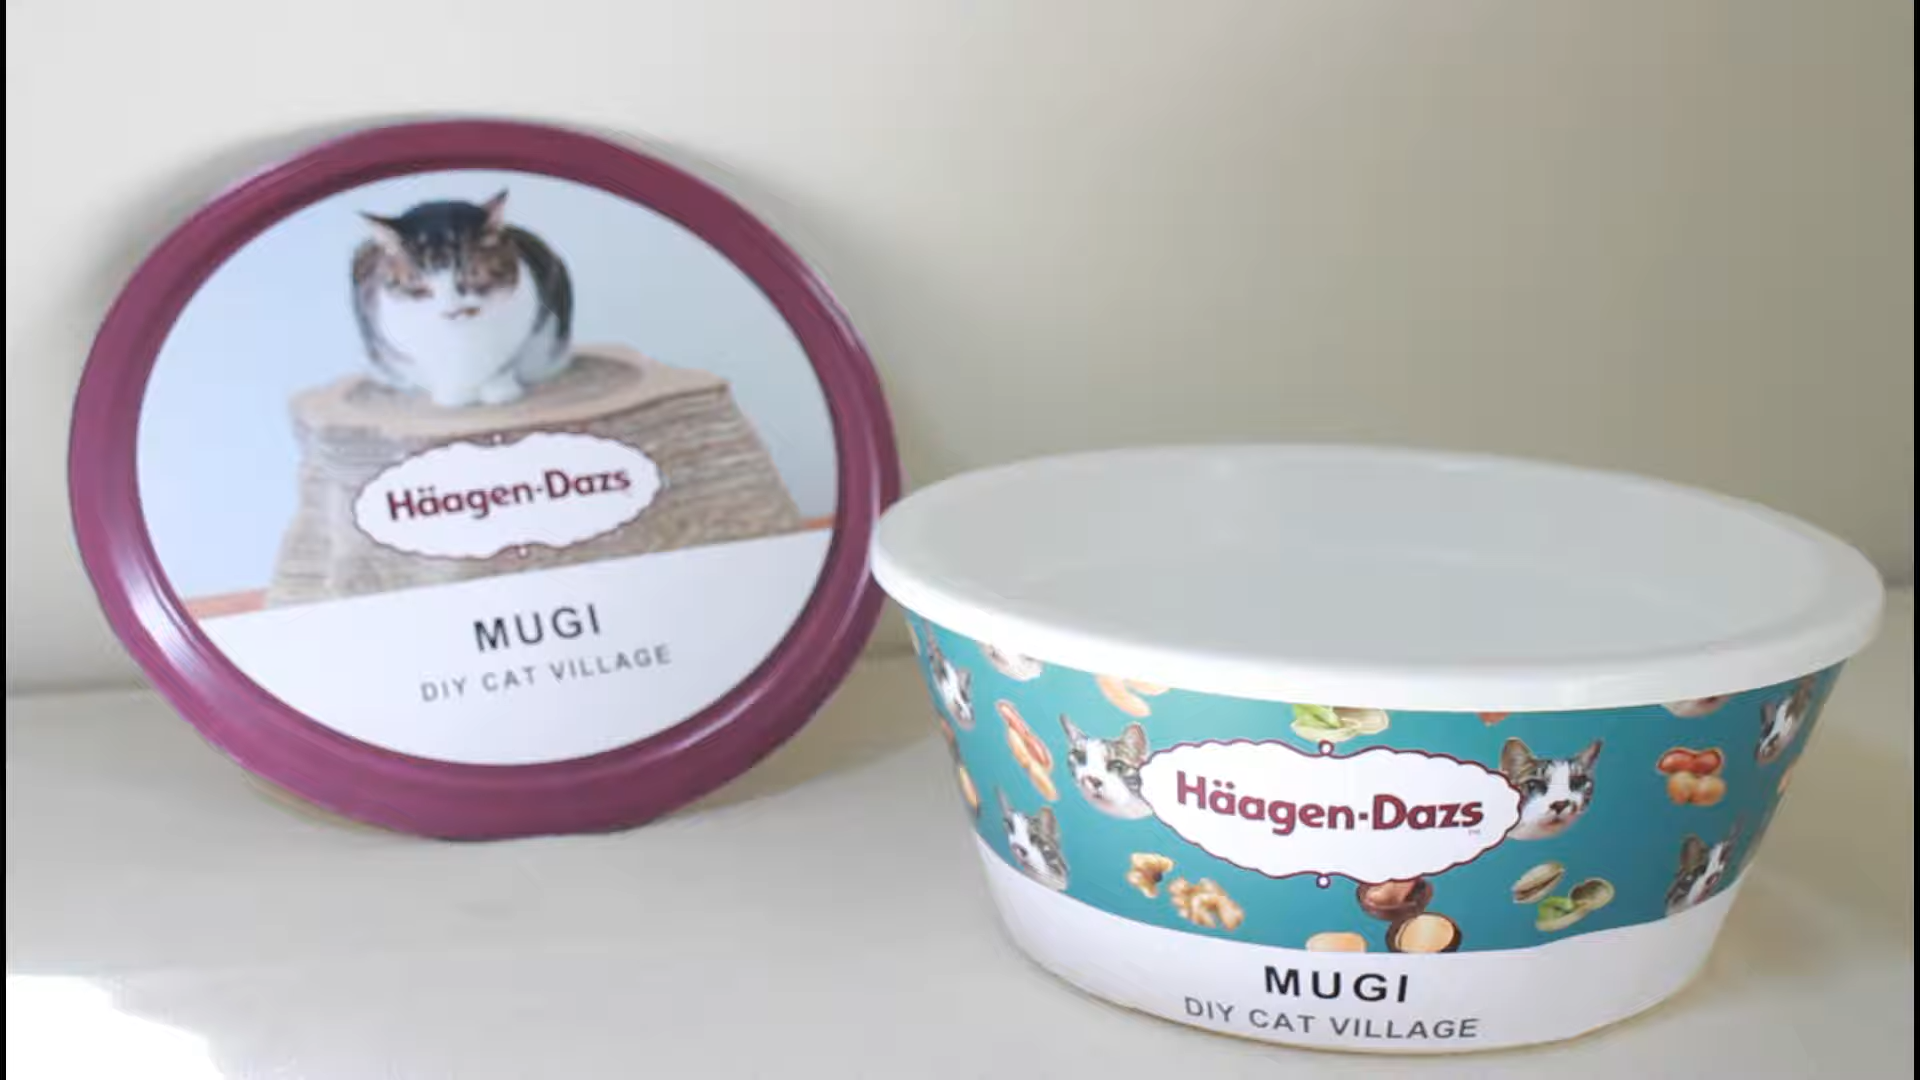 Häagen-Dazs
MUGI
DIY CAT VILLAGE
Häagen-Dazs
MUGI
DIY CAT VILLAGE